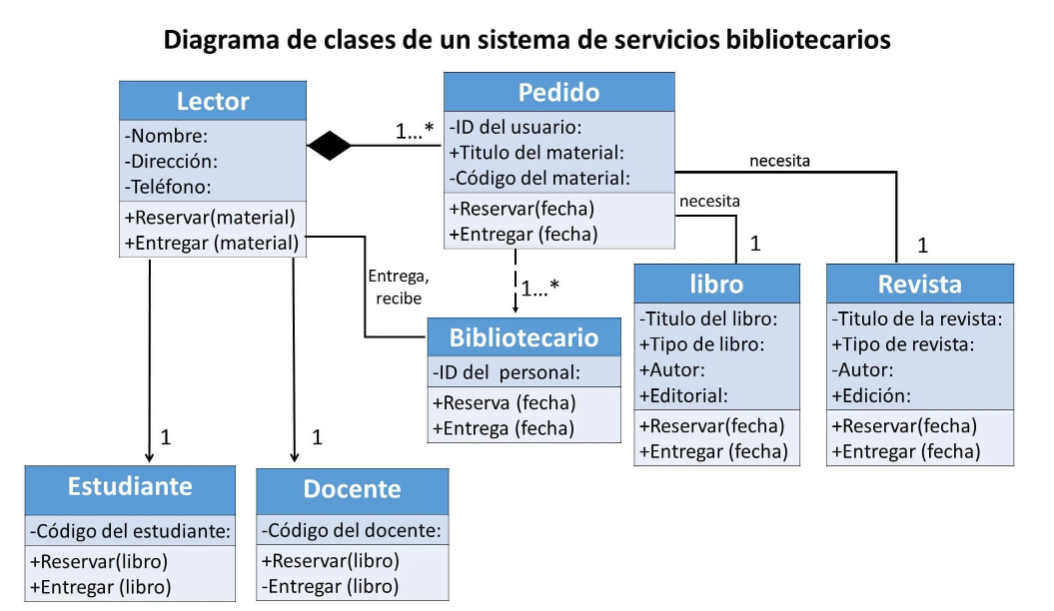 Diagrama de clases de un sistema de servicios bibliotecarios
Lector
-Nombre:
-Dirección:
-Teléfono:
+Reservar(material)
+Entregar (material)
1...*
Pedido
-ID del usuario:
+Titulo del material:
-Código del material:
+Reservar(fecha)
+Entregar (fecha)
necesita
necesita
1
1
Entrega,
recibe
1...*
Bibliotecario
-ID del  personal:
+Reserva (fecha)
+Entrega (fecha)
libro
-Titulo del libro:
+Tipo de libro:
+Autor:
+Editorial:
+Reservar(fecha)
+Entregar (fecha)
Revista
-Titulo de la revista:
+Tipo de revista:
-Autor:
+Edición:
+Reservar(fecha)
+Entregar (fecha)
1
1
Estudiante
-Código del estudiante:
+Reservar(libro)
+Entregar (libro)
Docente
-Código del docente:
+Reservar(libro)
-Entregar (libro)